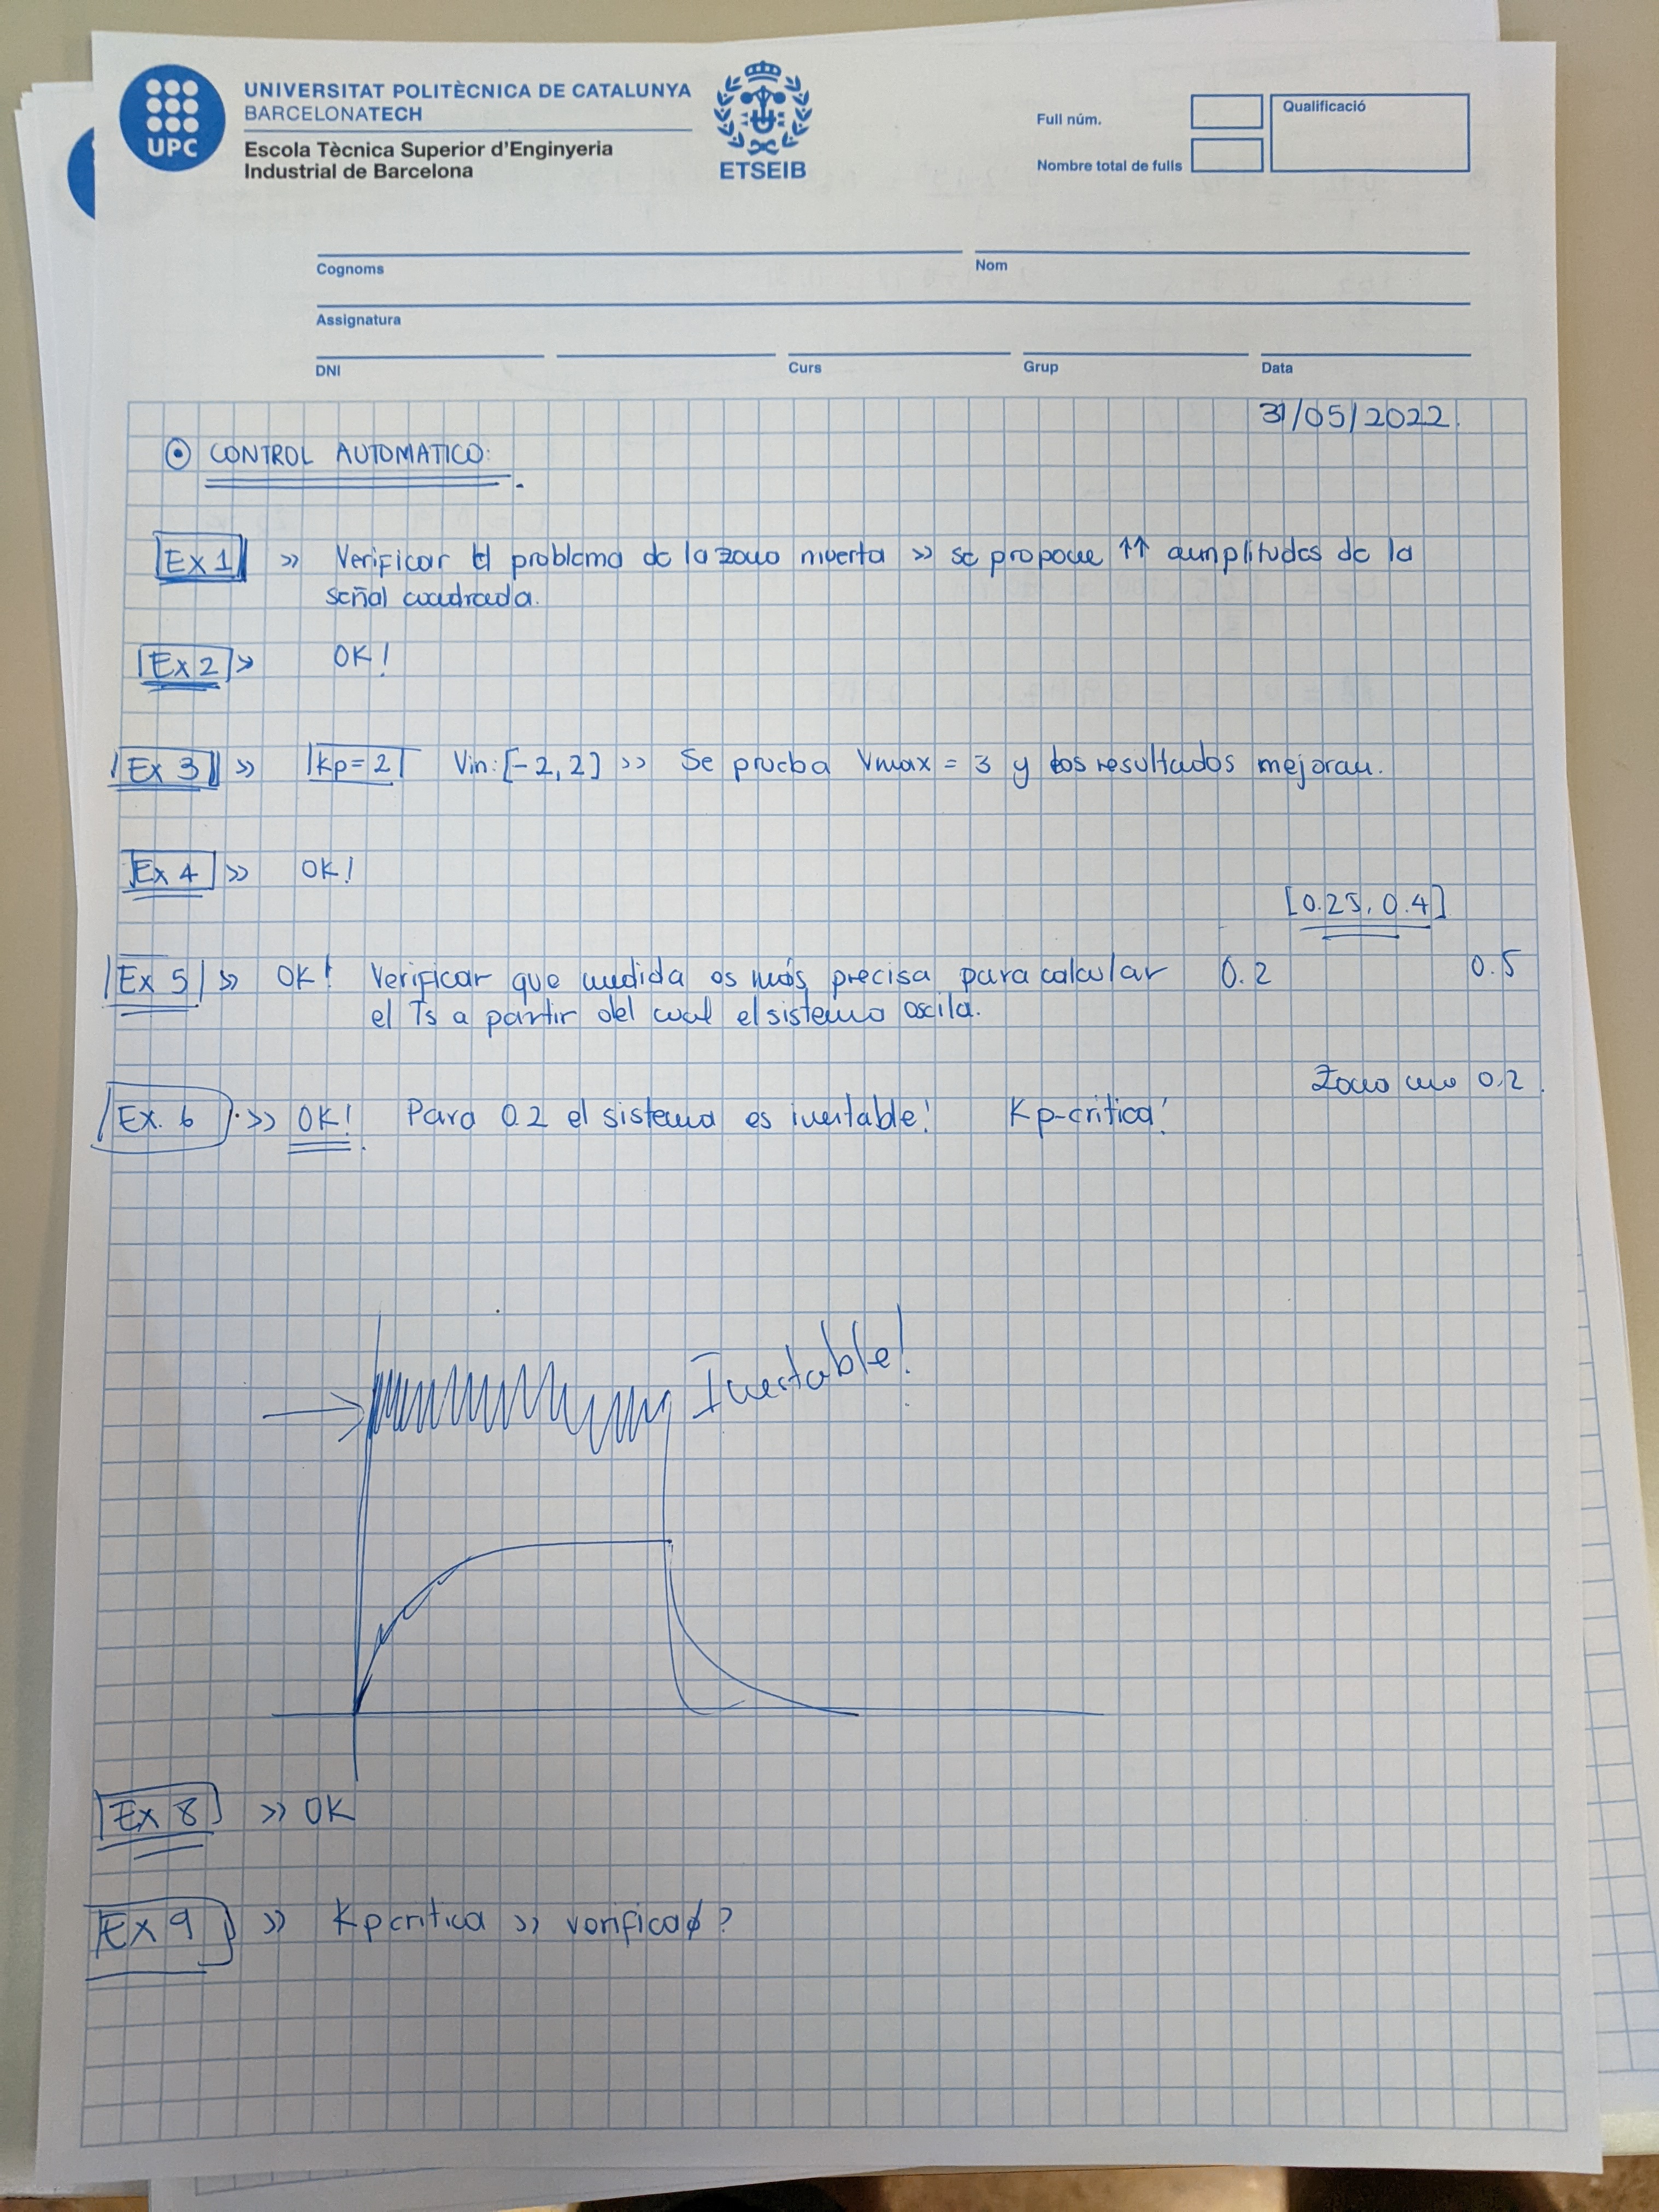 UNIVERSITAT POLITÈCNICA DE CATALUNYA
BARCELONATECH
Escola Tècnica Superior d'Enginyeria
Industrial de Barcelona
UPC
ETSEIB
Full núm.
Nombre total de fulls
Qualificació
Cognoms
Nom
Assignatura
DNI
Curs
Grup
Data
31/05/2022
CONTROL AUTOMATICO:
Ex 1 >> Verificar el problema de la zona muerta >> se propone ↑↑ aumplitudes de la
señal cuadrada.
Ex 2 > OK!
Ex 3 >> kp=2 Vin: [-2, 2] >> Se prueba Vmax = 3 y los resultados mejoran.
Ex 4 >> OK!
[0.25, 0.4]
Ex 5 >> OK! Verificar que medida es más precisa para calcular 0.2 0.5
el Ts a partir del cual el sistema oscila.
Zona 0.2
Ex. 6 >> OK! Para 0.2 el sistema es inestable! Kp-critica!
Inestable!
Ex 8 >> OK
Ex 9 >> Kp critica >> ?